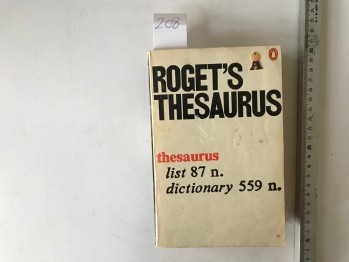 208
ROGET'S
THESAURUS
thesaurus
list 87 n.
dictionary 559 n.